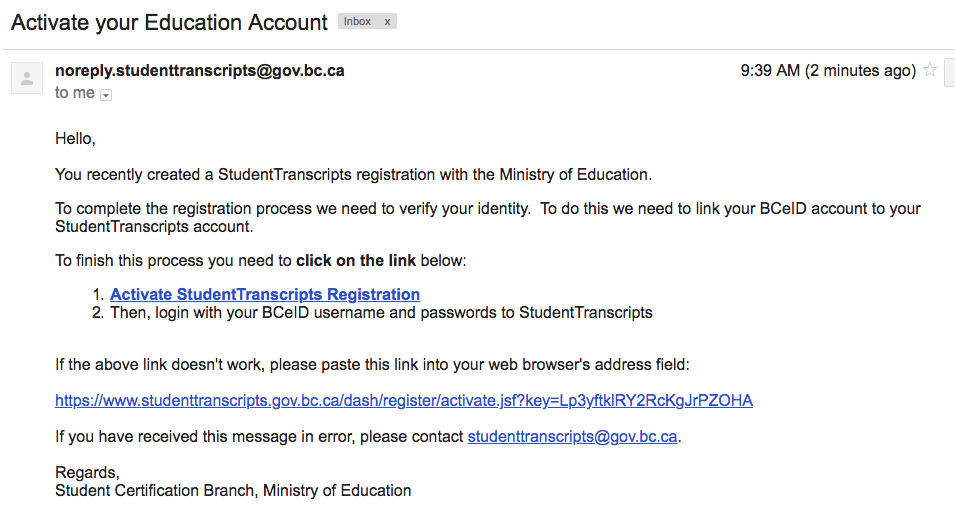 Activate your Education Account Inbox x
noreply.studenttranscripts@gov.bc.ca 9:39 AM (2 minutes ago)
to me
Hello,
You recently created a StudentTranscripts registration with the Ministry of Education.
To complete the registration process we need to verify your identity.  To do this we need to link your BCeID account to your
StudentTranscripts account.
To finish this process you need to click on the link below:
1. Activate StudentTranscripts Registration
2. Then, login with your BCeID username and passwords to StudentTranscripts
If the above link doesn't work, please paste this link into your web browser's address field:
https://www.studenttranscripts.gov.bc.ca/dash/register/activate.jsf?key=Lp3yftklRY2RcKgJrPZOHA
If you have received this message in error, please contact studenttranscripts@gov.bc.ca.
Regards,
Student Certification Branch, Ministry of Education